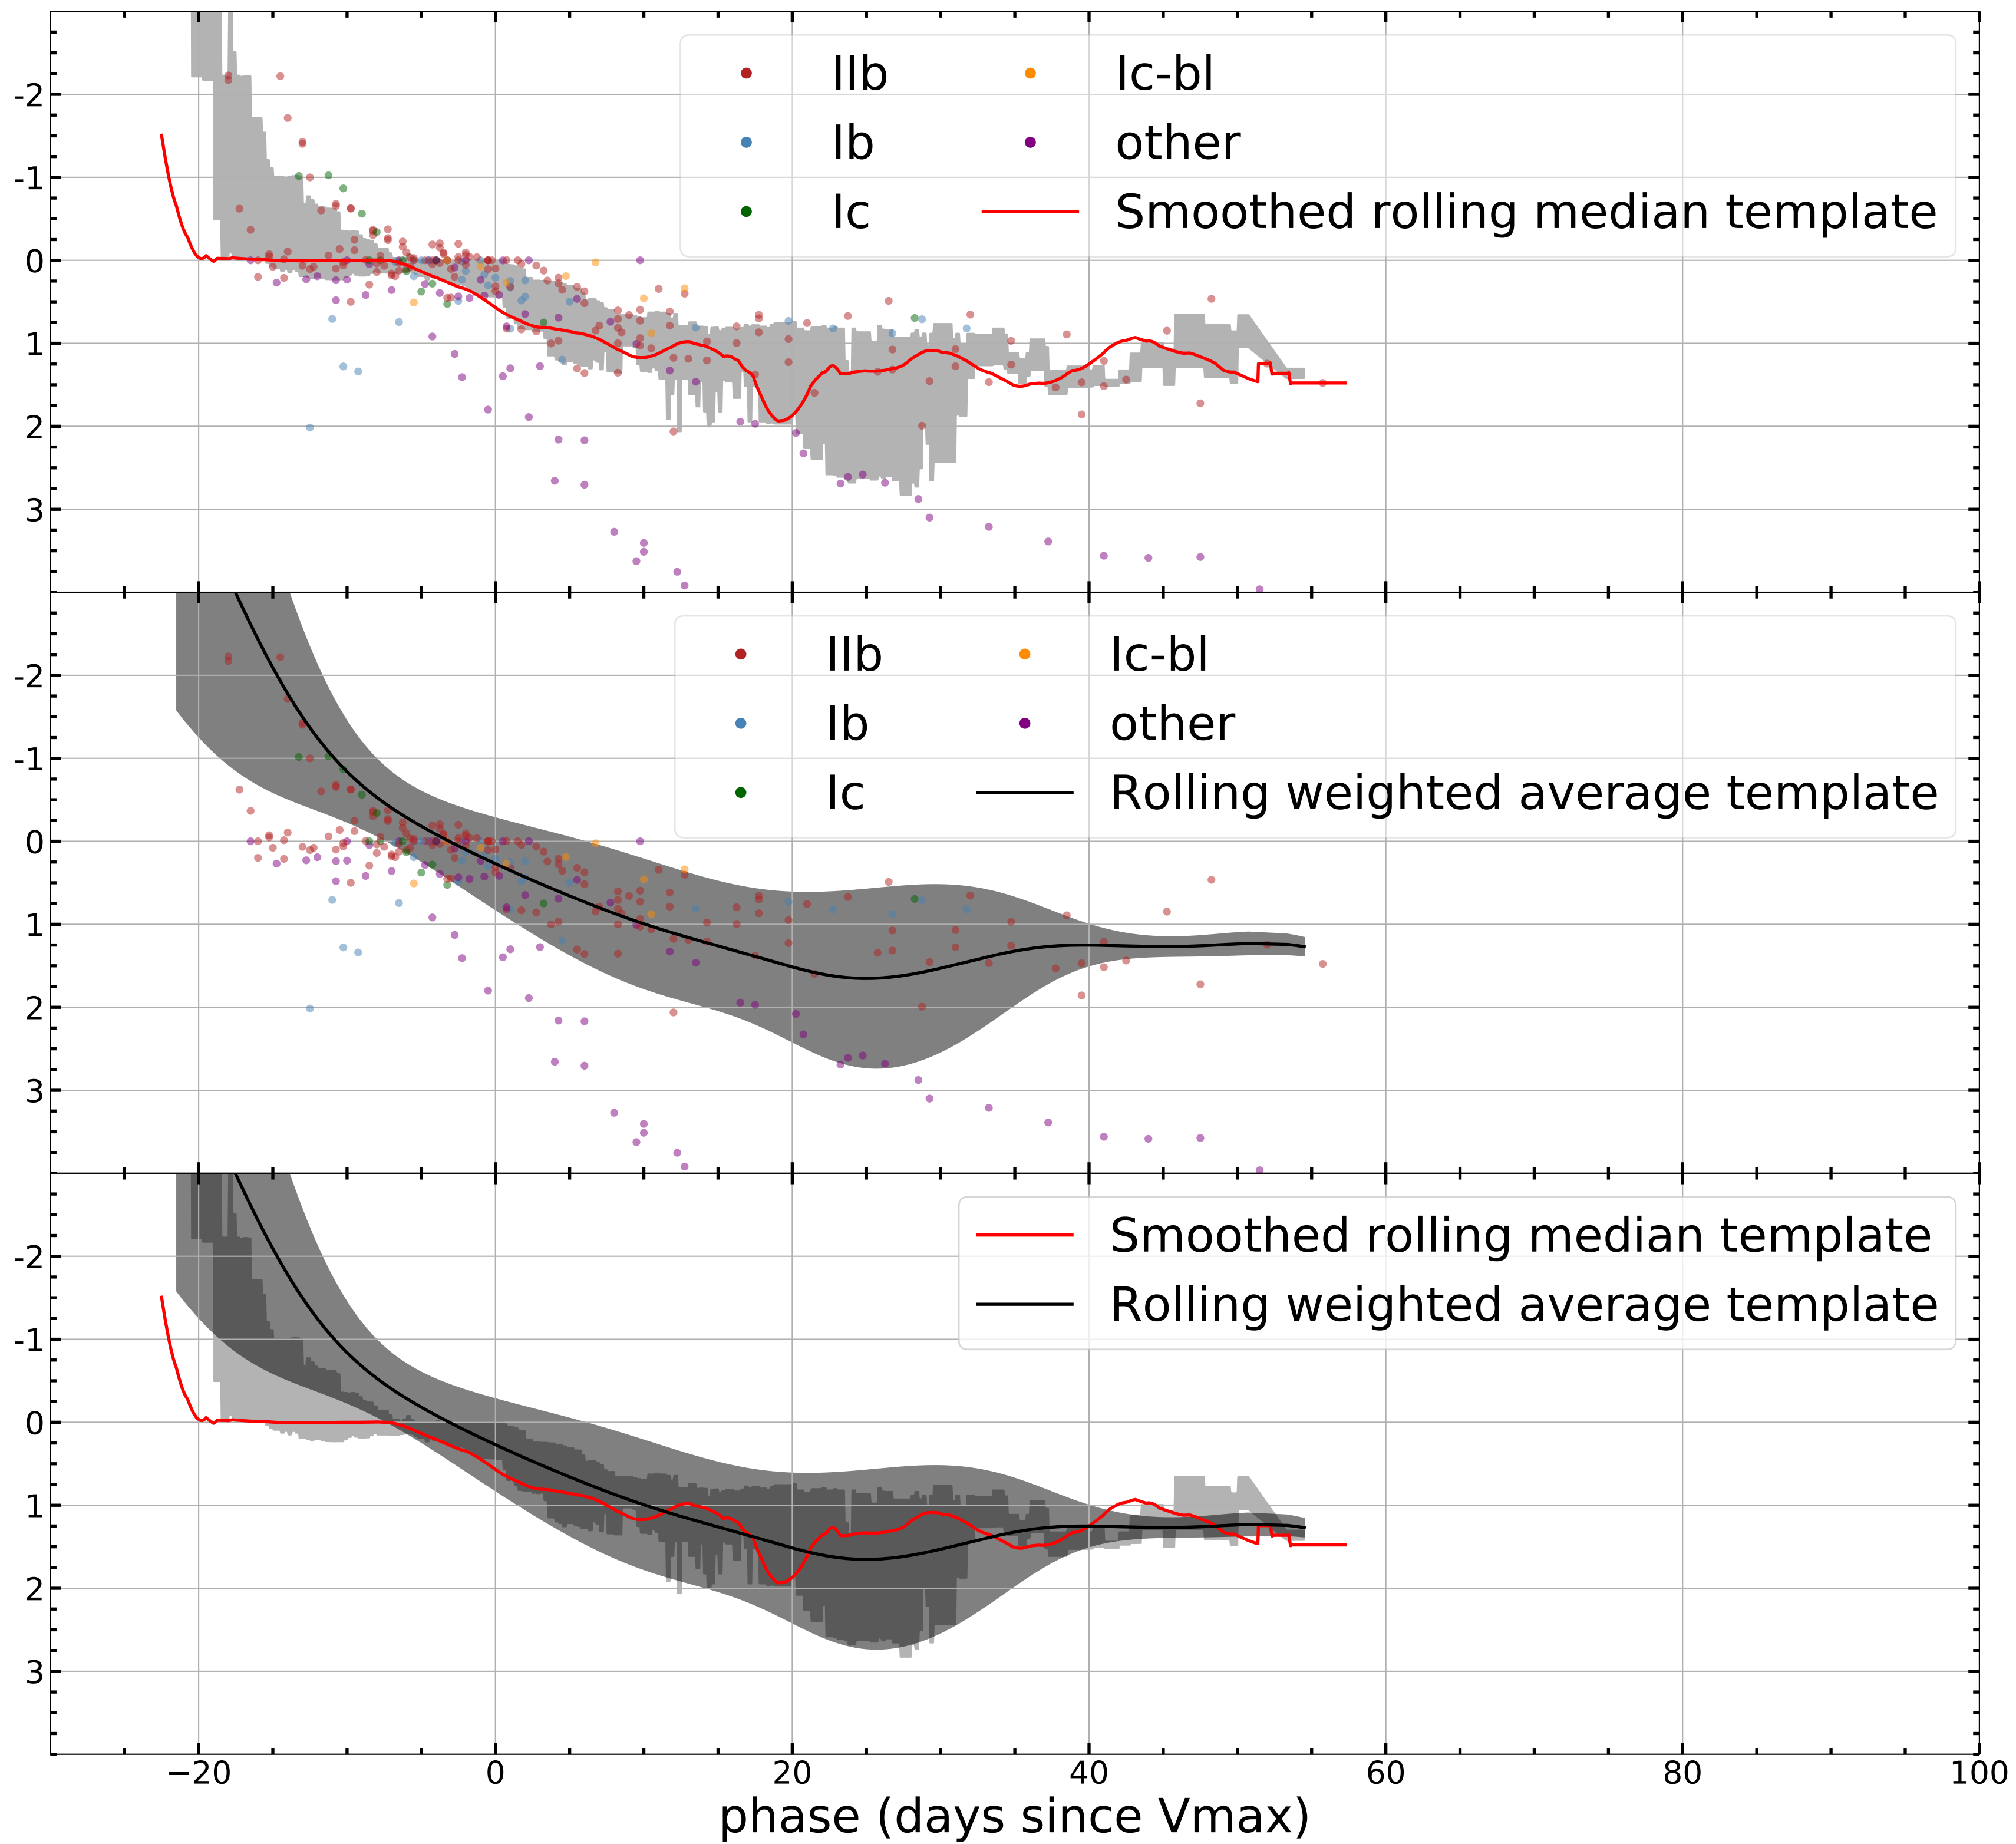 IIb Ic-bl
-2
Ib other
-1
Ic Smoothed rolling median template
0
1
2
3
IIb Ic-bl
-2
Ib other
-1
Ic Rolling weighted average template
0
1
2
3
Smoothed rolling median template
-2
Rolling weighted average template
-1
0
1
2
3
−20 0 20 40 60 80 100
phase (days since Vmax)